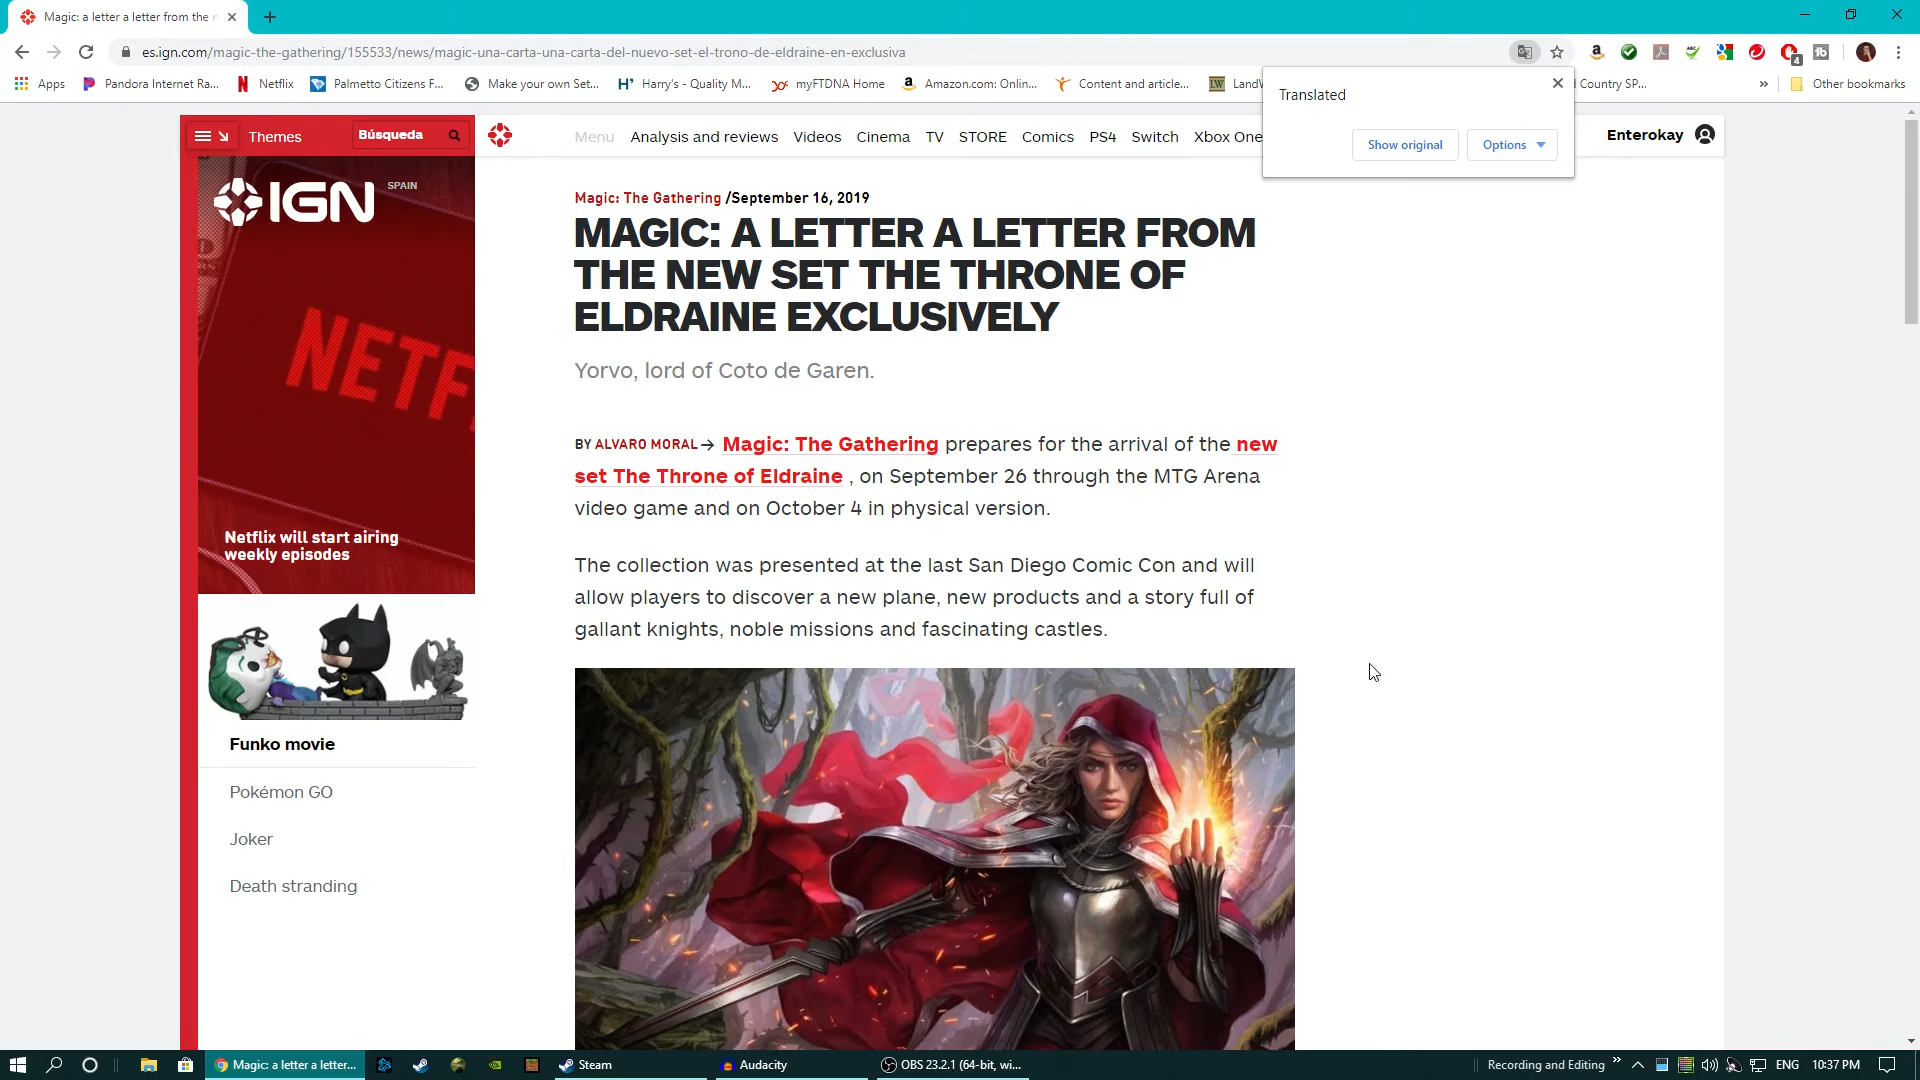 Magic: a letter a letter from the n
es.ign.com/magic-the-gathering/155533/news/magic-una-carta-una-carta-del-nuevo-set-el-trono-de-eldraine-en-exclusiva
Apps
Pandora Internet Ra...
Netflix
Palmetto Citizens F...
Make your own Set...
Harry's - Quality M...
myFTDNA Home
Amazon.com: Onlin...
Content and article...
LandW
d Country SP...
»
Other bookmarks
Translated
Show original
Options
Themes
Búsqueda
Menu
Analysis and reviews
Videos
Cinema
TV
STORE
Comics
PS4
Switch
Xbox One
Enterokay
IGN
SPAIN
NETF
Netflix will start airing
weekly episodes
Funko movie
Pokémon GO
Joker
Death stranding
Magic: The Gathering /September 16, 2019
MAGIC: A LETTER A LETTER FROM
THE NEW SET THE THRONE OF
ELDRAINE EXCLUSIVELY
Yorvo, lord of Coto de Garen.
BY ALVARO MORAL→ Magic: The Gathering prepares for the arrival of the new
set The Throne of Eldraine , on September 26 through the MTG Arena
video game and on October 4 in physical version.
The collection was presented at the last San Diego Comic Con and will
allow players to discover a new plane, new products and a story full of
gallant knights, noble missions and fascinating castles.
Magic: a letter a letter...
Steam
Audacity
OBS 23.2.1 (64-bit, wi...
Recording and Editing
»
ENG
10:37 PM